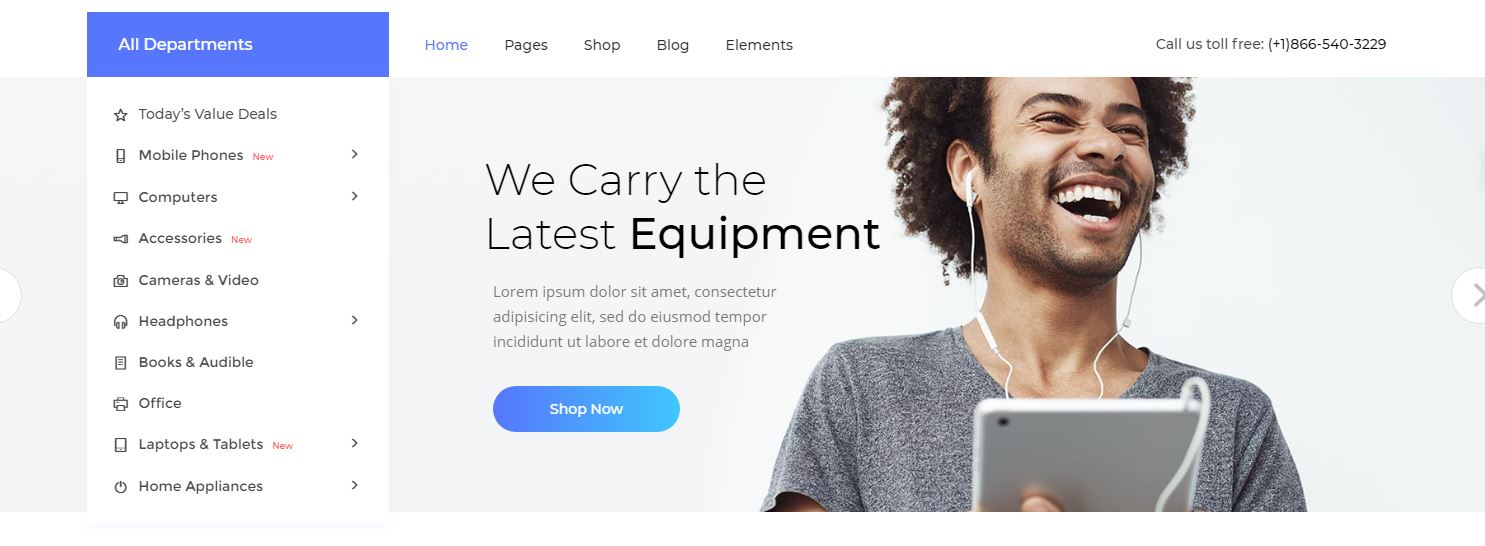 All Departments
Home Pages Shop Blog Elements
Call us toll free: (+1)866-540-3229
Today's Value Deals
Mobile Phones New
Computers
Accessories New
Cameras & Video
Headphones
Books & Audible
Office
Laptops & Tablets New
Home Appliances
We Carry the
Latest Equipment
Lorem ipsum dolor sit amet, consectetur
adipisicing elit, sed do eiusmod tempor
incididunt ut labore et dolore magna
Shop Now